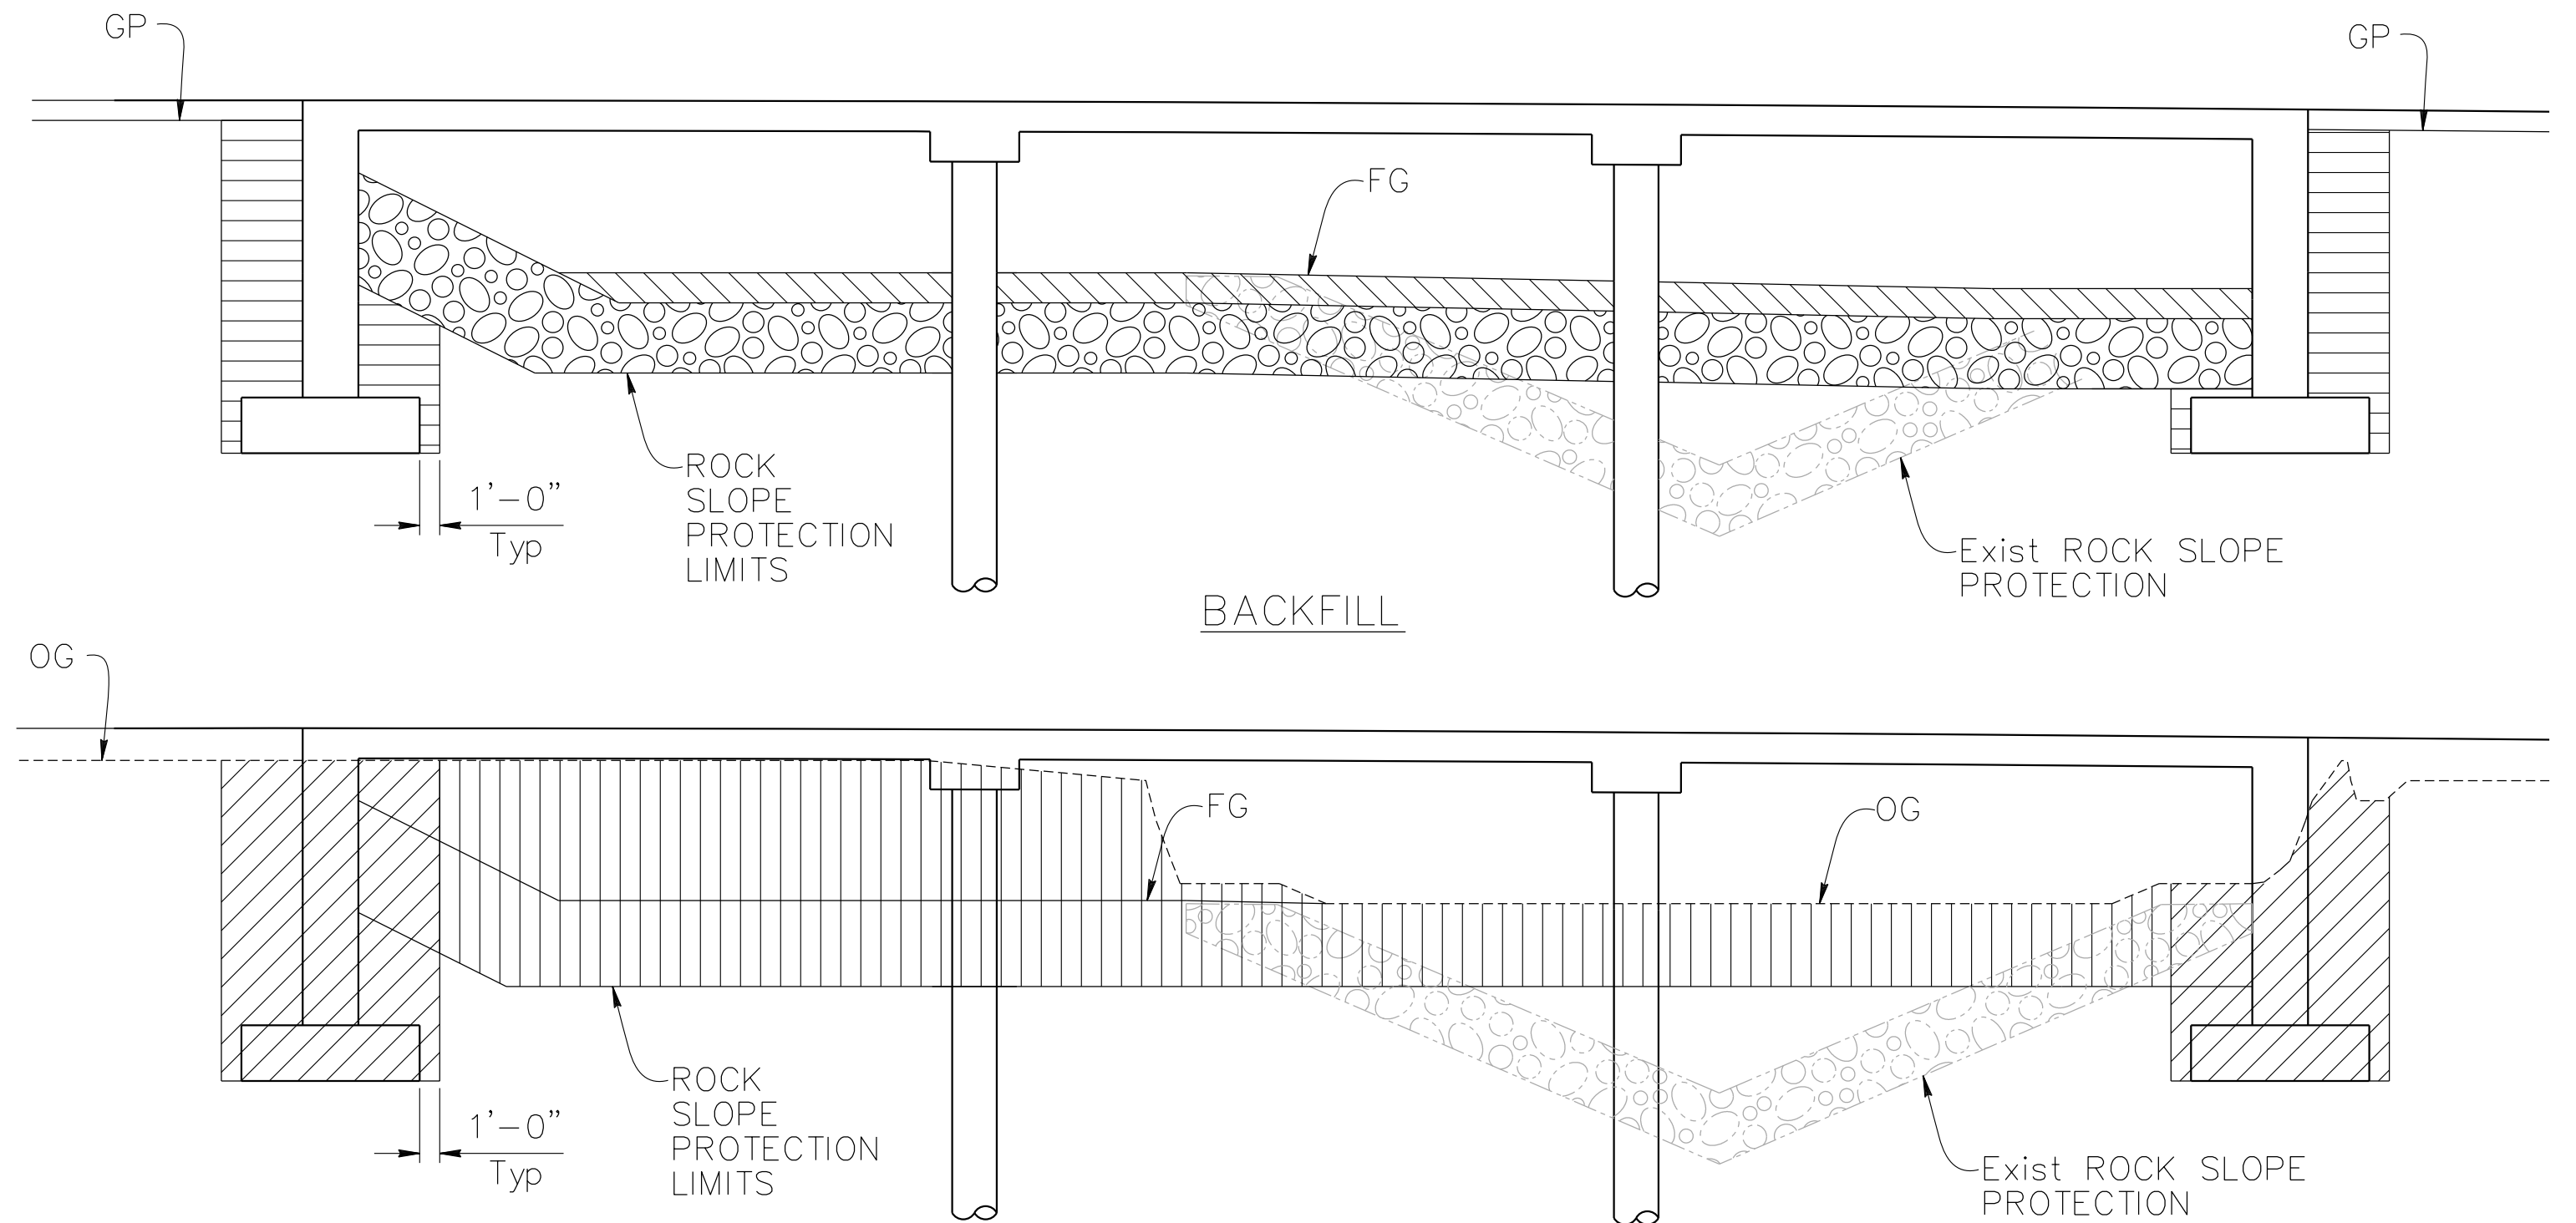 GP
GP
FG
ROCK
SLOPE
PROTECTION
LIMITS
1'-0"
Typ
Exist ROCK SLOPE
PROTECTION
BACKFILL
OG
FG
OG
ROCK
SLOPE
PROTECTION
LIMITS
1'-0"
Typ
Exist ROCK SLOPE
PROTECTION